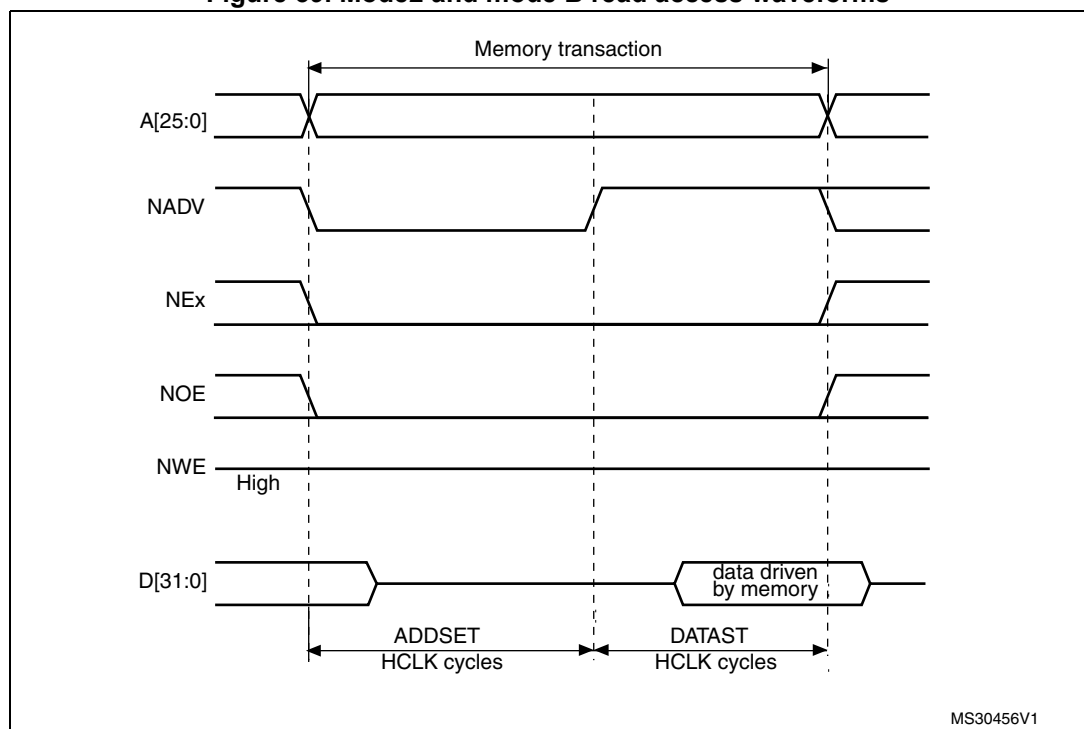 Memory transaction
A[25:0]
NADV
NEx
NOE
NWE
High
D[31:0]
data driven
by memory
ADDSET
HCLK cycles
DATAST
HCLK cycles
MS30456V1